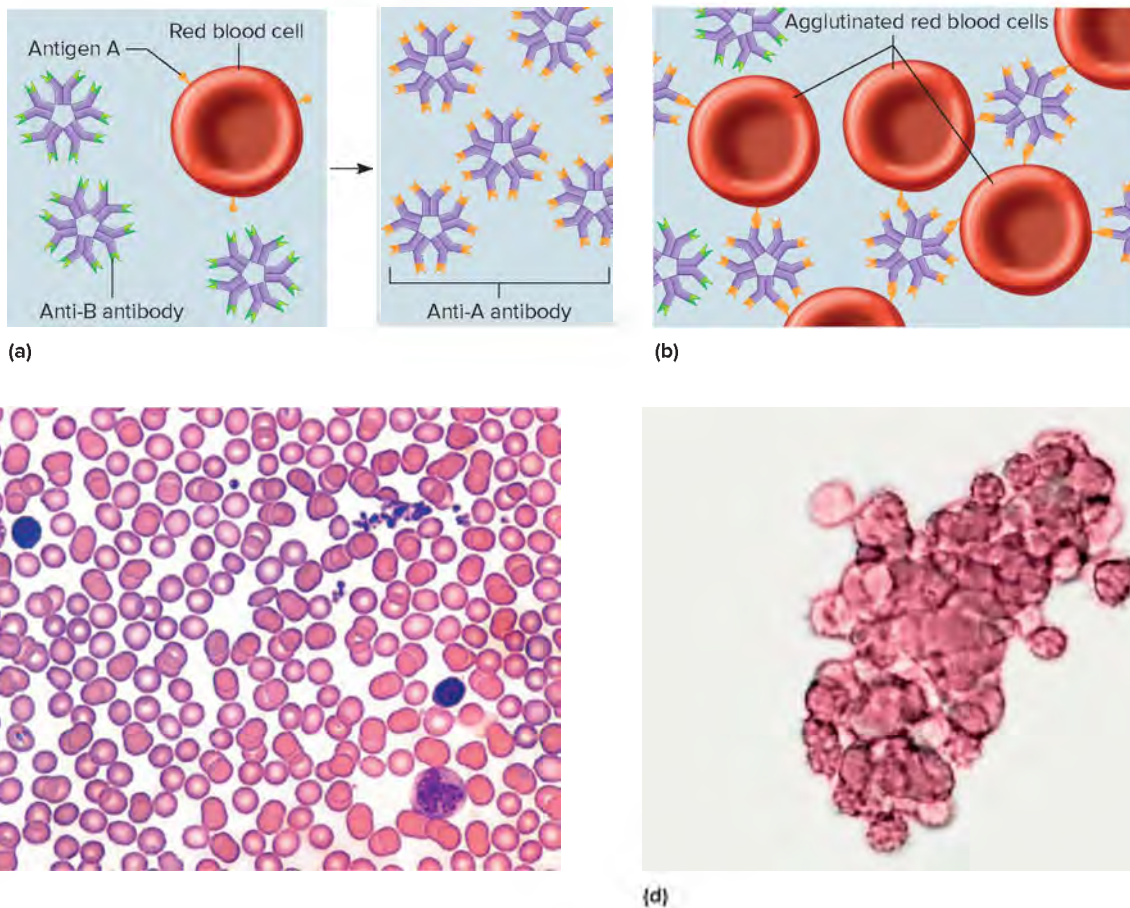 Antigen A
Red blood cell
Anti-B antibody
Anti-A antibody
(a)
Agglutinated red blood cells
(b)
(d)